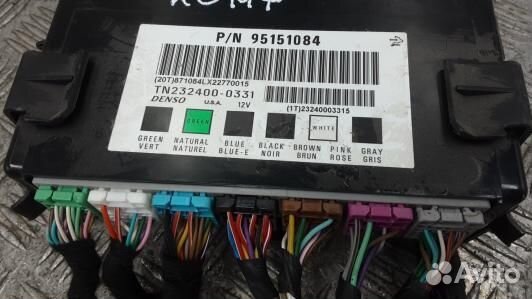 P/N 95151084
(20T)871084LX22770015
TN232400-0331
DENSO U.S.A. 12V
(1T)23240003315
GREEN WHITE
GREEN NATURAL BLUE BLACK BROWN PINK GRAY
VERT NATUREL BLUE-E NOIR BRUN ROSE GRIS
Avito